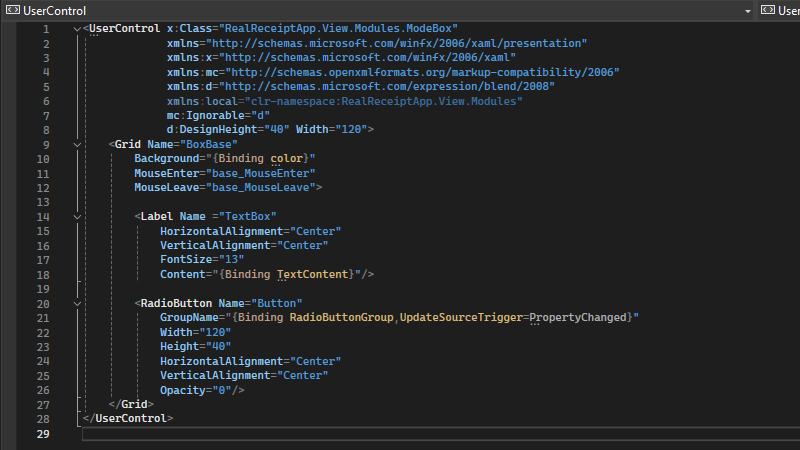 UserControl
User
1 <UserControl x:Class="RealReceiptApp.View.Modules.ModeBox"
2 xmlns="http://schemas.microsoft.com/winfx/2006/xaml/presentation"
3 xmlns:x="http://schemas.microsoft.com/winfx/2006/xaml"
4 xmlns:mc="http://schemas.openxmlformats.org/markup-compatibility/2006"
5 xmlns:d="http://schemas.microsoft.com/expression/blend/2008"
6 xmlns:local="clr-namespace:RealReceiptApp.View.Modules"
7 mc:Ignorable="d"
8 d:DesignHeight="40" Width="120">
9 <Grid Name="BoxBase"
10 Background="{Binding color}"
11 MouseEnter="base_MouseEnter"
12 MouseLeave="base_MouseLeave">
13
14 <Label Name ="TextBox"
15 HorizontalAlignment="Center"
16 VerticalAlignment="Center"
17 FontSize="13"
18 Content="{Binding TextContent}"/>
19
20 <RadioButton Name="Button"
21 GroupName="{Binding RadioButtonGroup,UpdateSourceTrigger=PropertyChanged}"
22 Width="120"
23 Height="40"
24 HorizontalAlignment="Center"
25 VerticalAlignment="Center"
26 Opacity="0"/>
27 </Grid>
28 </UserControl>
29